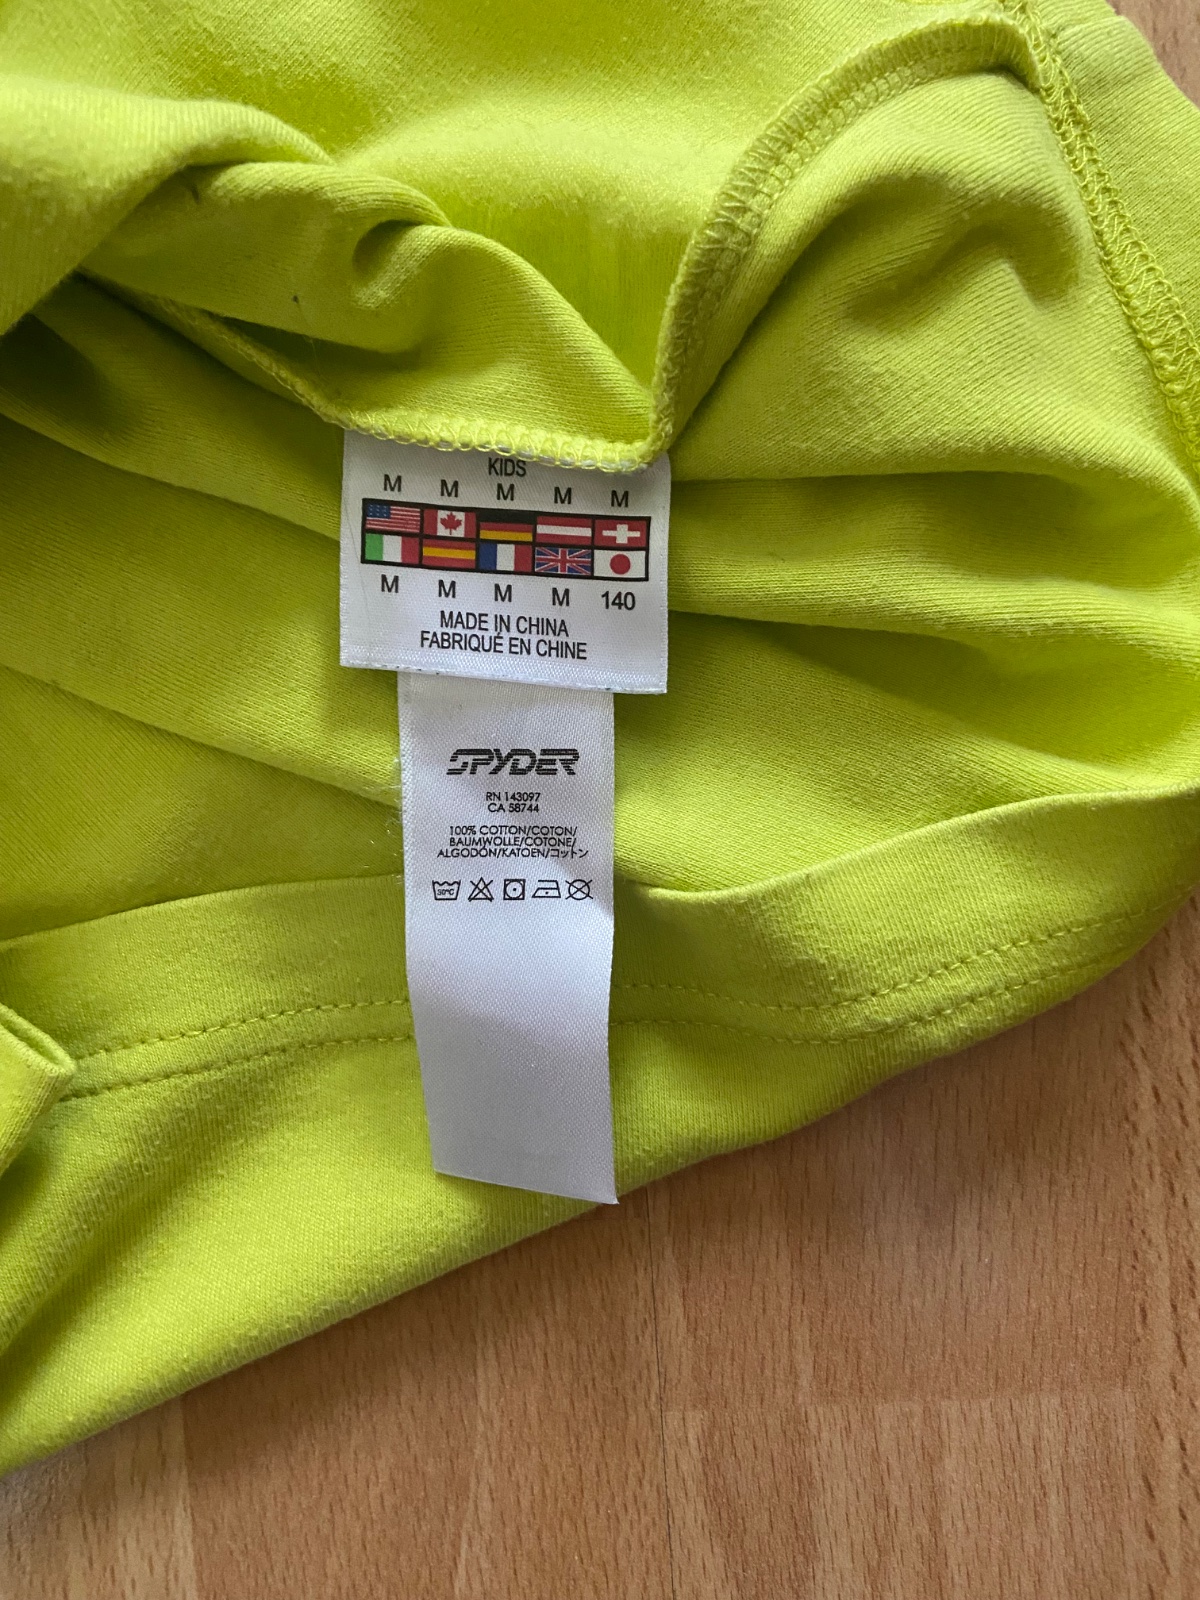 KIDS
M M M M M
M M M M 140
MADE IN CHINA
FABRIQUÉ EN CHINE
SPYDER
RN 143097
CA 58744
100% COTTON/COTON/
BAUMWOLLE/COTONE/
ALGODÓN/KATOEN/コットン
30°C